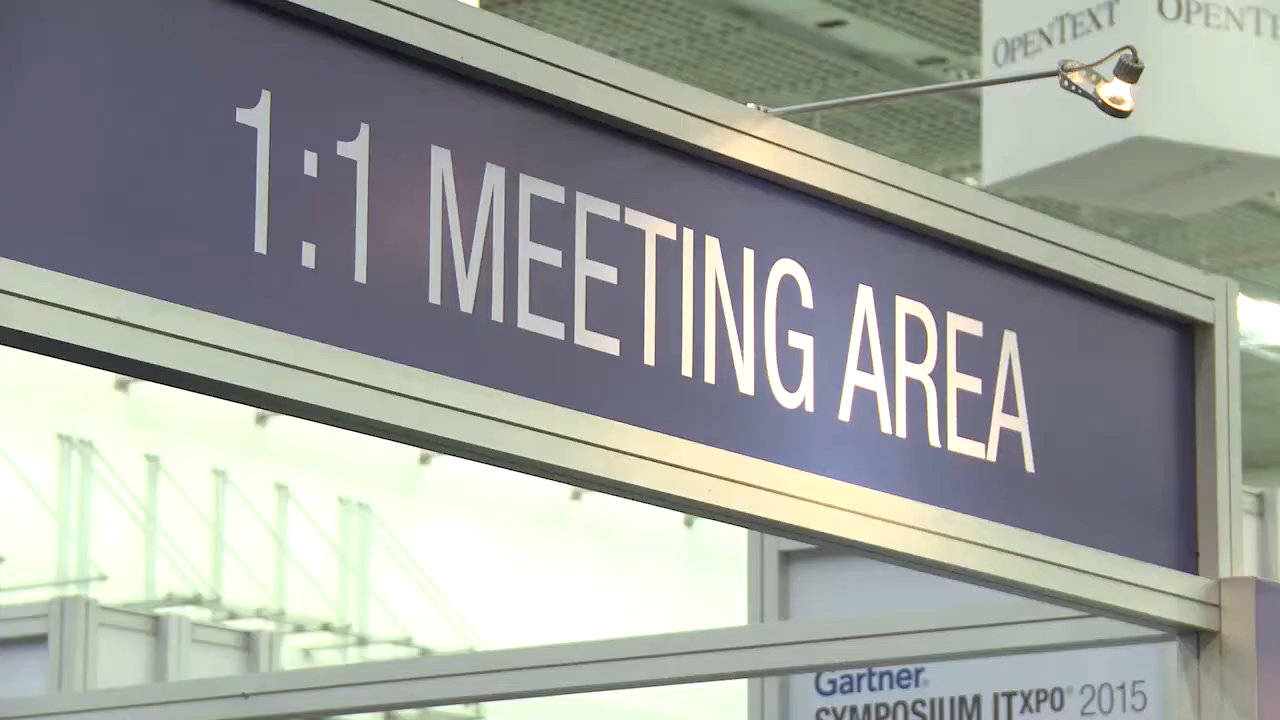 OPENTEXT
OPENTE
1:1 MEETING AREA
Gartner®
SYMPOSIUM ITXPO® 2015